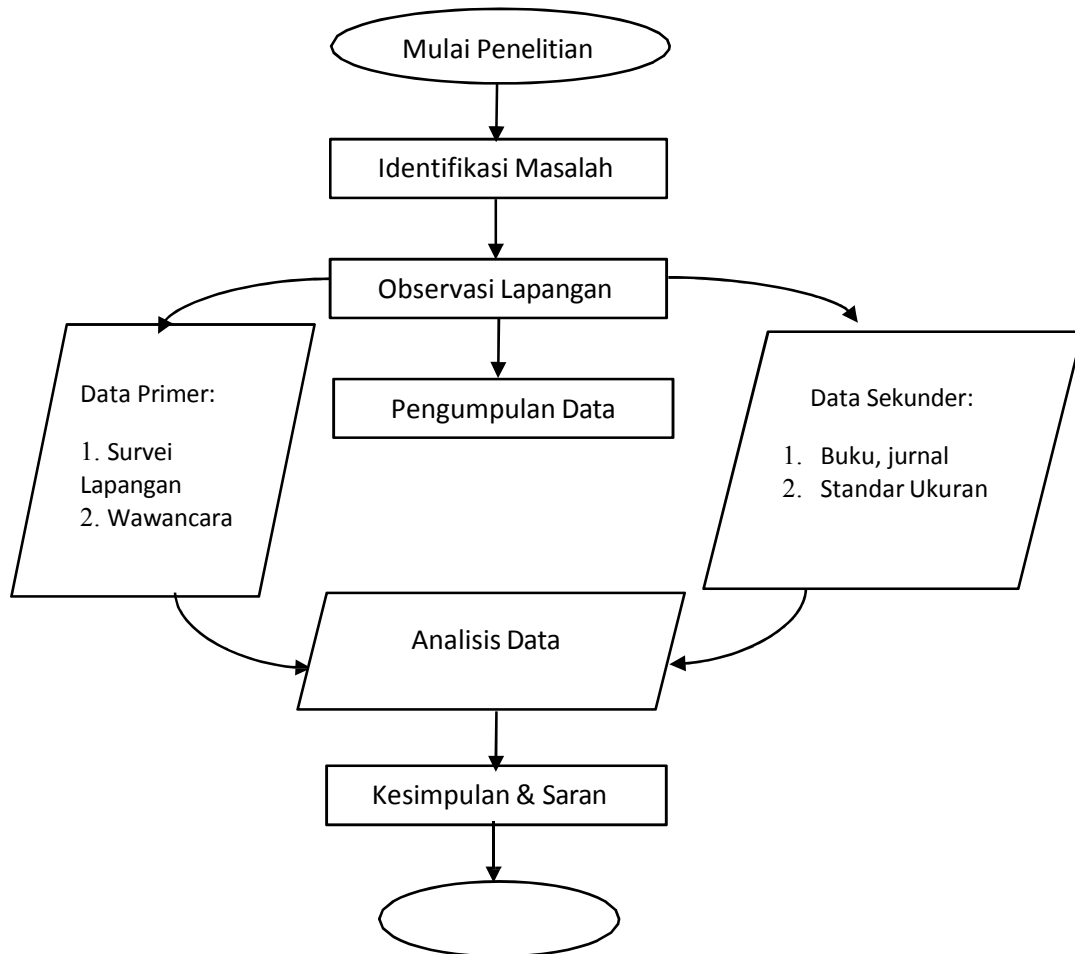 Mulai Penelitian
Identifikasi Masalah
Observasi Lapangan
Data Primer:
1. Survei
Lapangan
2. Wawancara
Pengumpulan Data
Data Sekunder:
1. Buku, jurnal
2. Standar Ukuran
Analisis Data
Kesimpulan & Saran